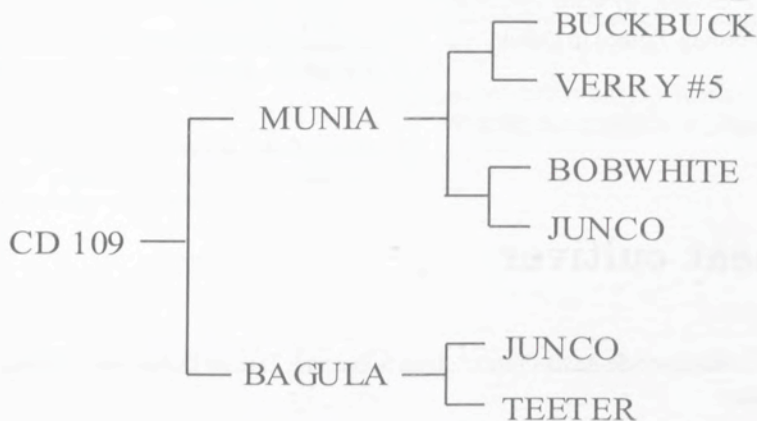 BUCKBUCK
VERRY #5
MUNIA
BOBWHITE
JUNCO
CD 109
JUNCO
BAGULA
TEETER